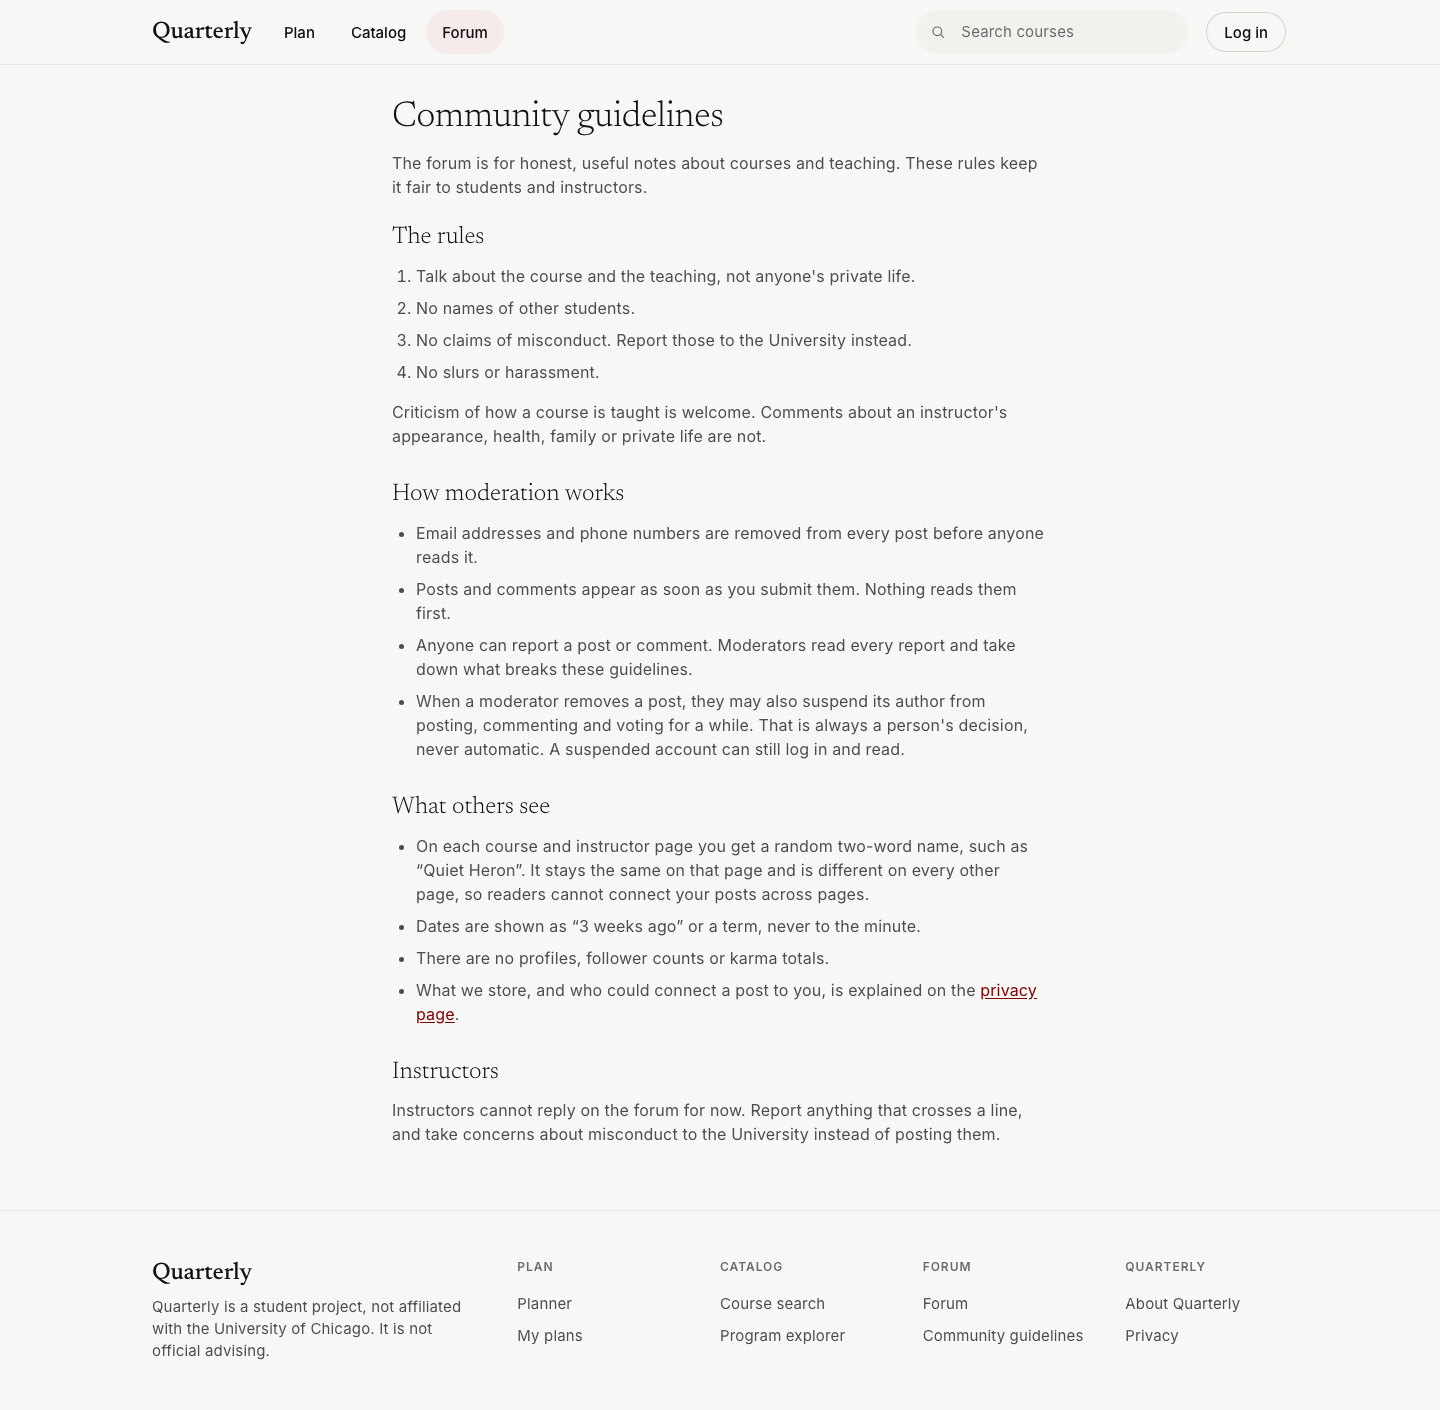 Quarterly
Plan
Catalog
Forum
Search courses
Log in
Community guidelines
The forum is for honest, useful notes about courses and teaching. These rules keep
it fair to students and instructors.
The rules
1. Talk about the course and the teaching, not anyone's private life.
2. No names of other students.
3. No claims of misconduct. Report those to the University instead.
4. No slurs or harassment.
Criticism of how a course is taught is welcome. Comments about an instructor's
appearance, health, family or private life are not.
How moderation works
• Email addresses and phone numbers are removed from every post before anyone
reads it.
• Posts and comments appear as soon as you submit them. Nothing reads them
first.
• Anyone can report a post or comment. Moderators read every report and take
down what breaks these guidelines.
• When a moderator removes a post, they may also suspend its author from
posting, commenting and voting for a while. That is always a person's decision,
never automatic. A suspended account can still log in and read.
What others see
• On each course and instructor page you get a random two-word name, such as
“Quiet Heron”. It stays the same on that page and is different on every other
page, so readers cannot connect your posts across pages.
• Dates are shown as “3 weeks ago” or a term, never to the minute.
• There are no profiles, follower counts or karma totals.
• What we store, and who could connect a post to you, is explained on the privacy
page.
Instructors
Instructors cannot reply on the forum for now. Report anything that crosses a line,
and take concerns about misconduct to the University instead of posting them.
Quarterly
Quarterly is a student project, not affiliated
with the University of Chicago. It is not
official advising.
PLAN
Planner
My plans
CATALOG
Course search
Program explorer
FORUM
Forum
Community guidelines
QUARTERLY
About Quarterly
Privacy